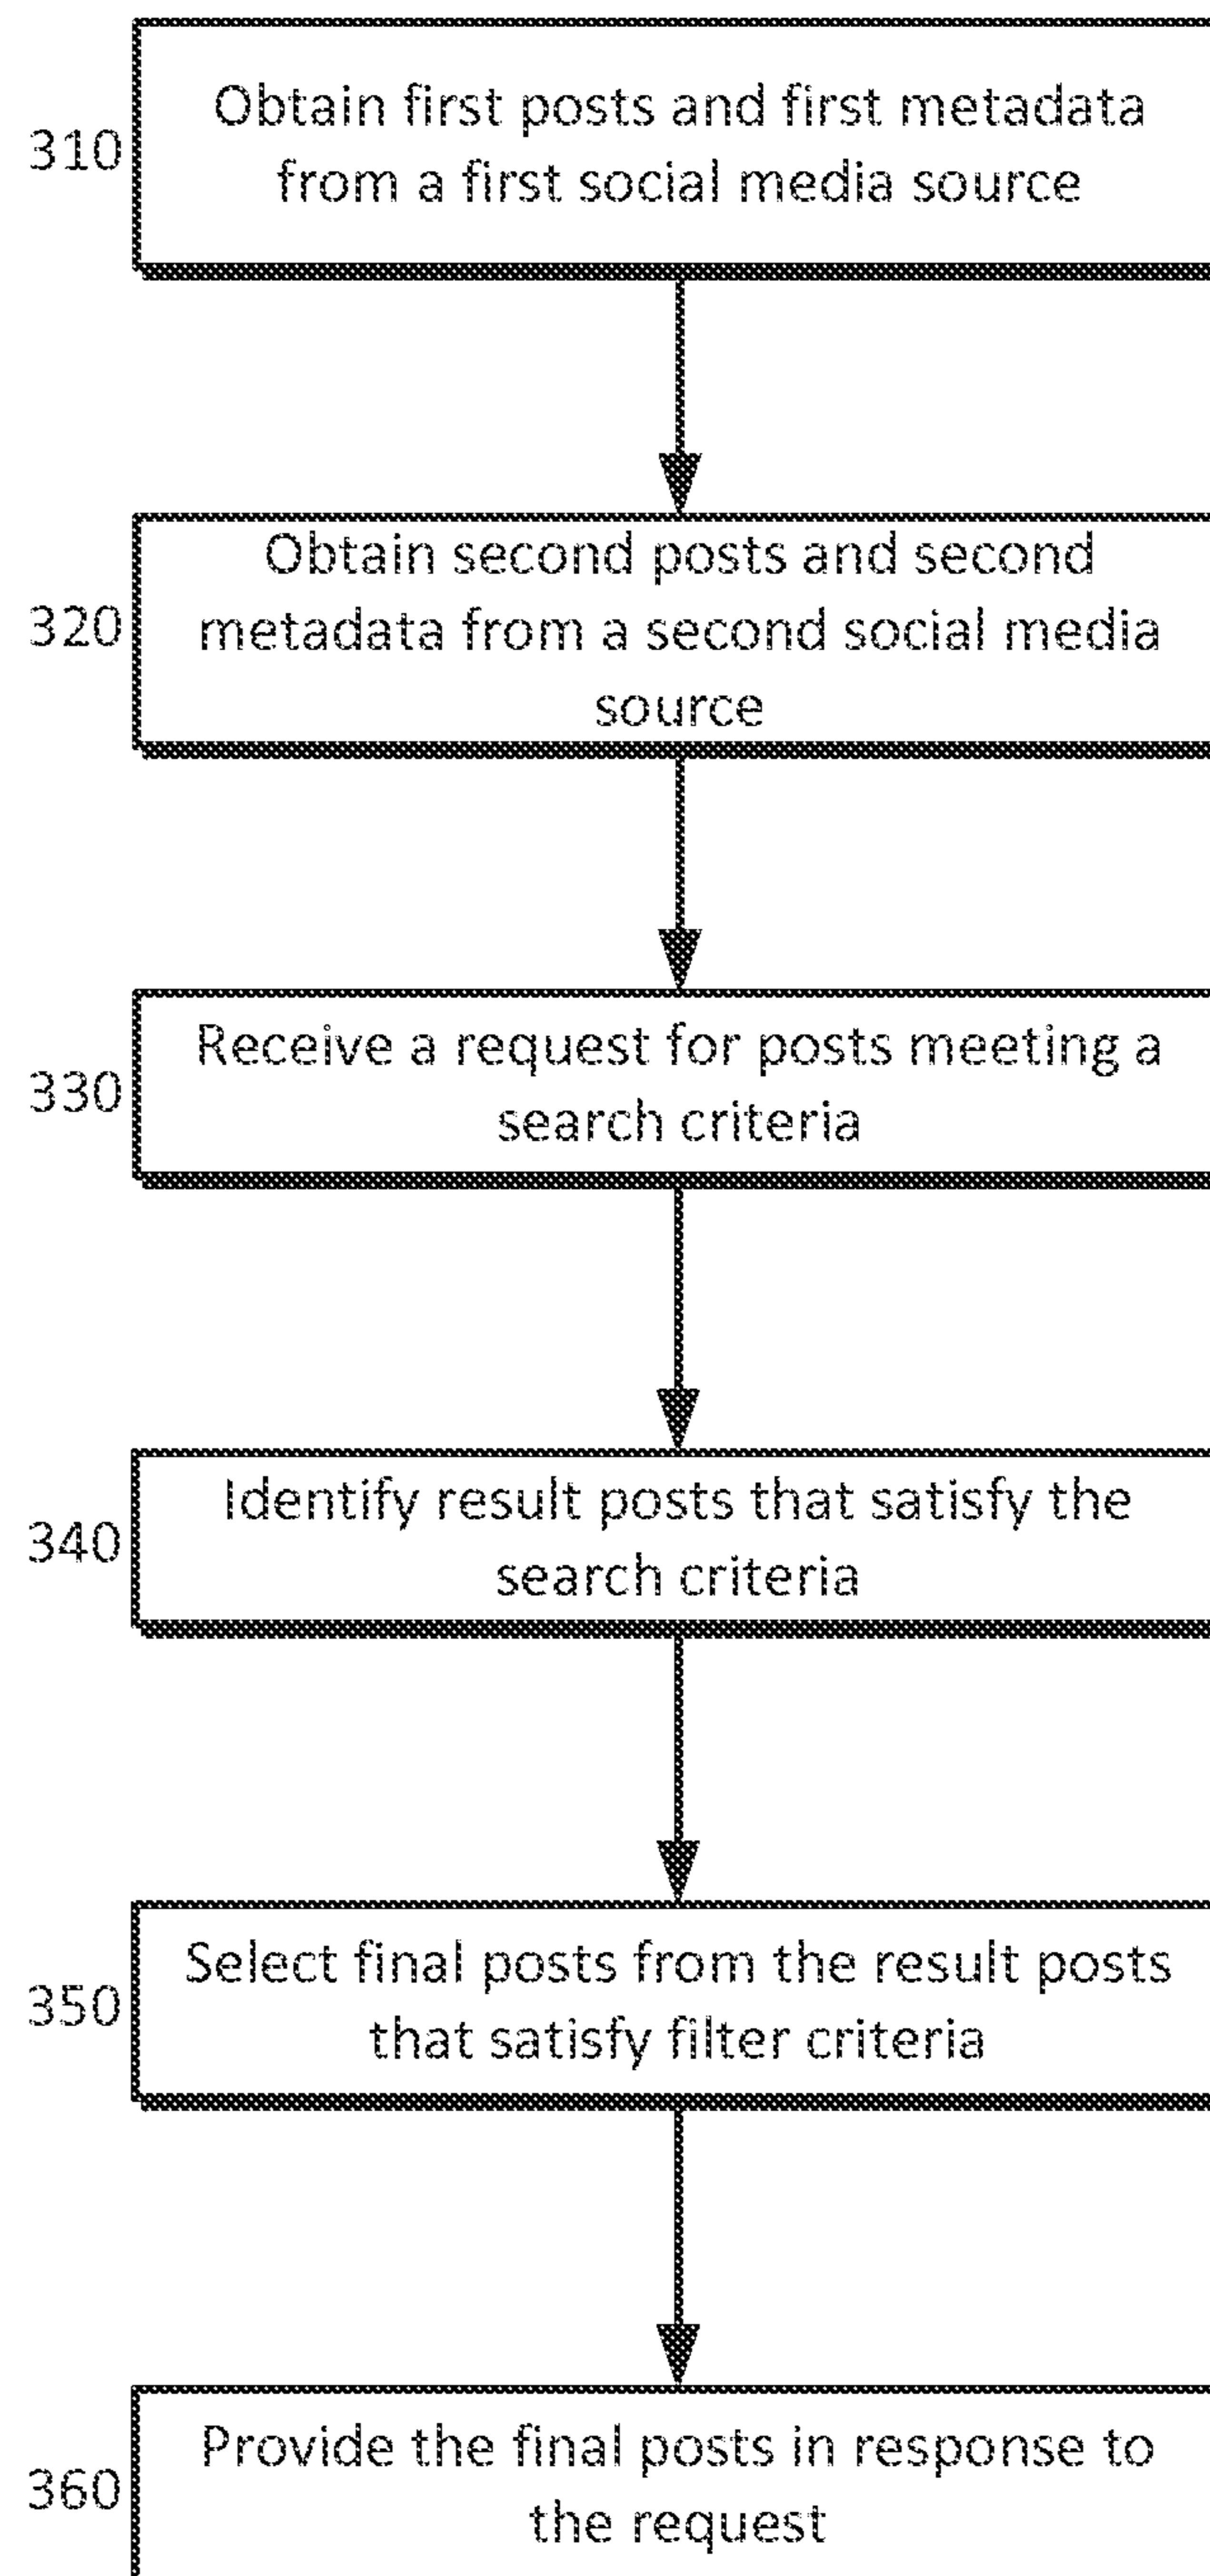 310
Obtain first posts and first metadata
from a first social media source
320
Obtain second posts and second
metadata from a second social media
source
330
Receive a request for posts meeting a
search criteria
340
Identify result posts that satisfy the
search criteria
350
Select final posts from the result posts
that satisfy filter criteria
360
Provide the final posts in response to
the request